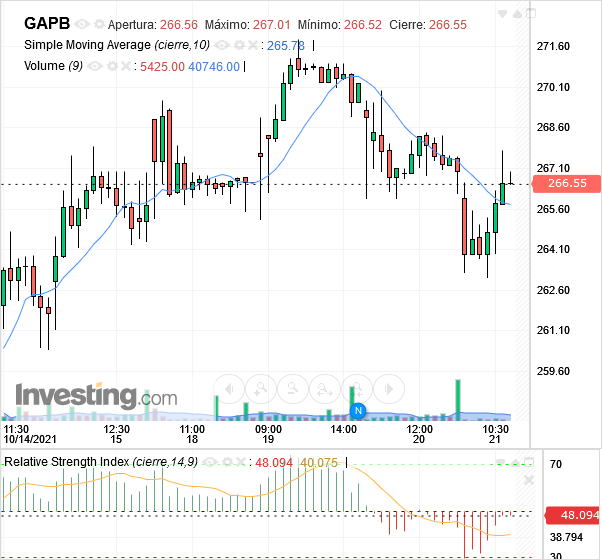 GAPB Apertura: 266.56 Máximo: 267.01 Mínimo: 266.52 Cierre: 266.55
Simple Moving Average (cierre,10) : 265.78
Volume (9) : 5425.00 40746.00
271.60
270.10
268.60
267.10
266.55
265.60
264.10
262.60
261.10
259.60
Investing.com
N
11:30 12:30 11:00 09:00 14:00 12:00 10:30
10/14/2021 15 18 19 20 21
Relative Strength Index (cierre,14,9) : 48.094 40.075
70
48.094
38.794
30